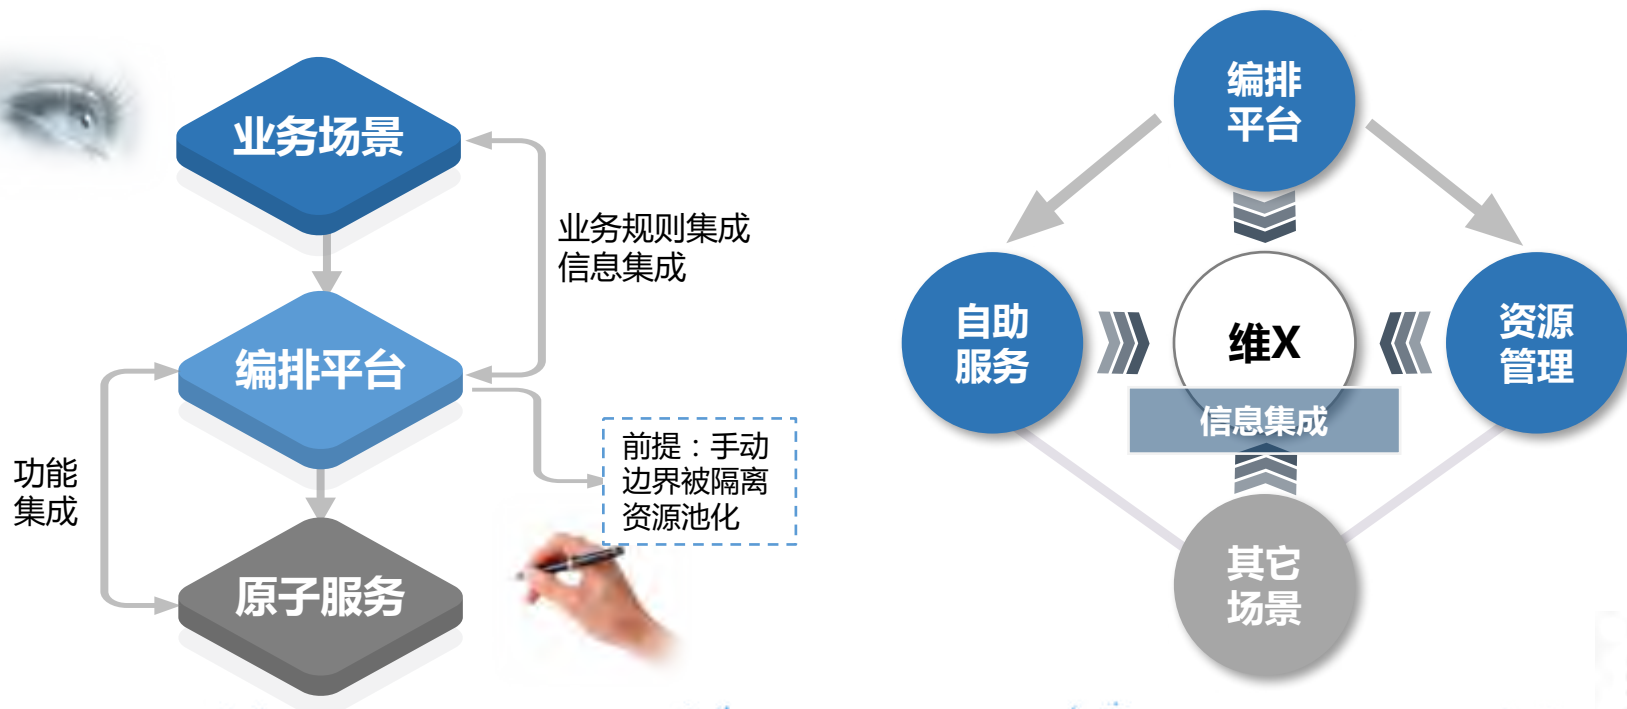 业务场景
业务规则集成
信息集成
编排平台
功能
集成
前提：手动
边界被隔离
资源池化
原子服务
编排
平台
自助
服务
维X
资源
管理
信息集成
其它
场景